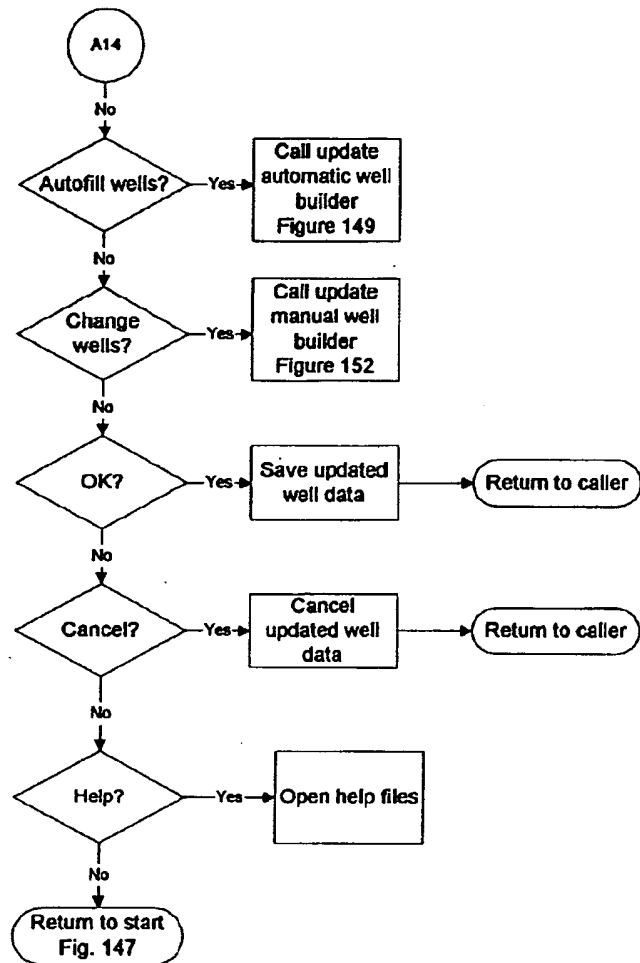 A14
No
Autofill wells?
Yes
Call update
automatic well
builder
Figure 149
No
Change
wells?
Yes
Call update
manual well
builder
Figure 152
No
OK?
Yes
Save updated
well data
Return to caller
No
Cancel?
Yes
Cancel
updated well
data
Return to caller
No
Help?
Yes
Open help files
No
Return to start
Fig. 147